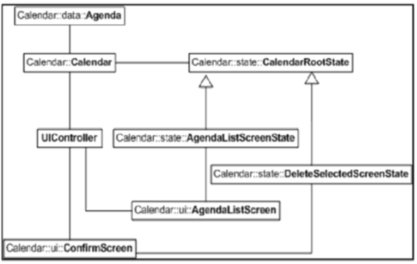 Calendar::data::Agenda
Calendar::Calendar
Calendar::state::CalendarRootState
UIController
Calendar::state::AgendaListScreenState
Calendar::state::DeleteSelectedScreenState
Calendar::ui::AgendaListScreen
Calendar::ui::ConfirmScreen